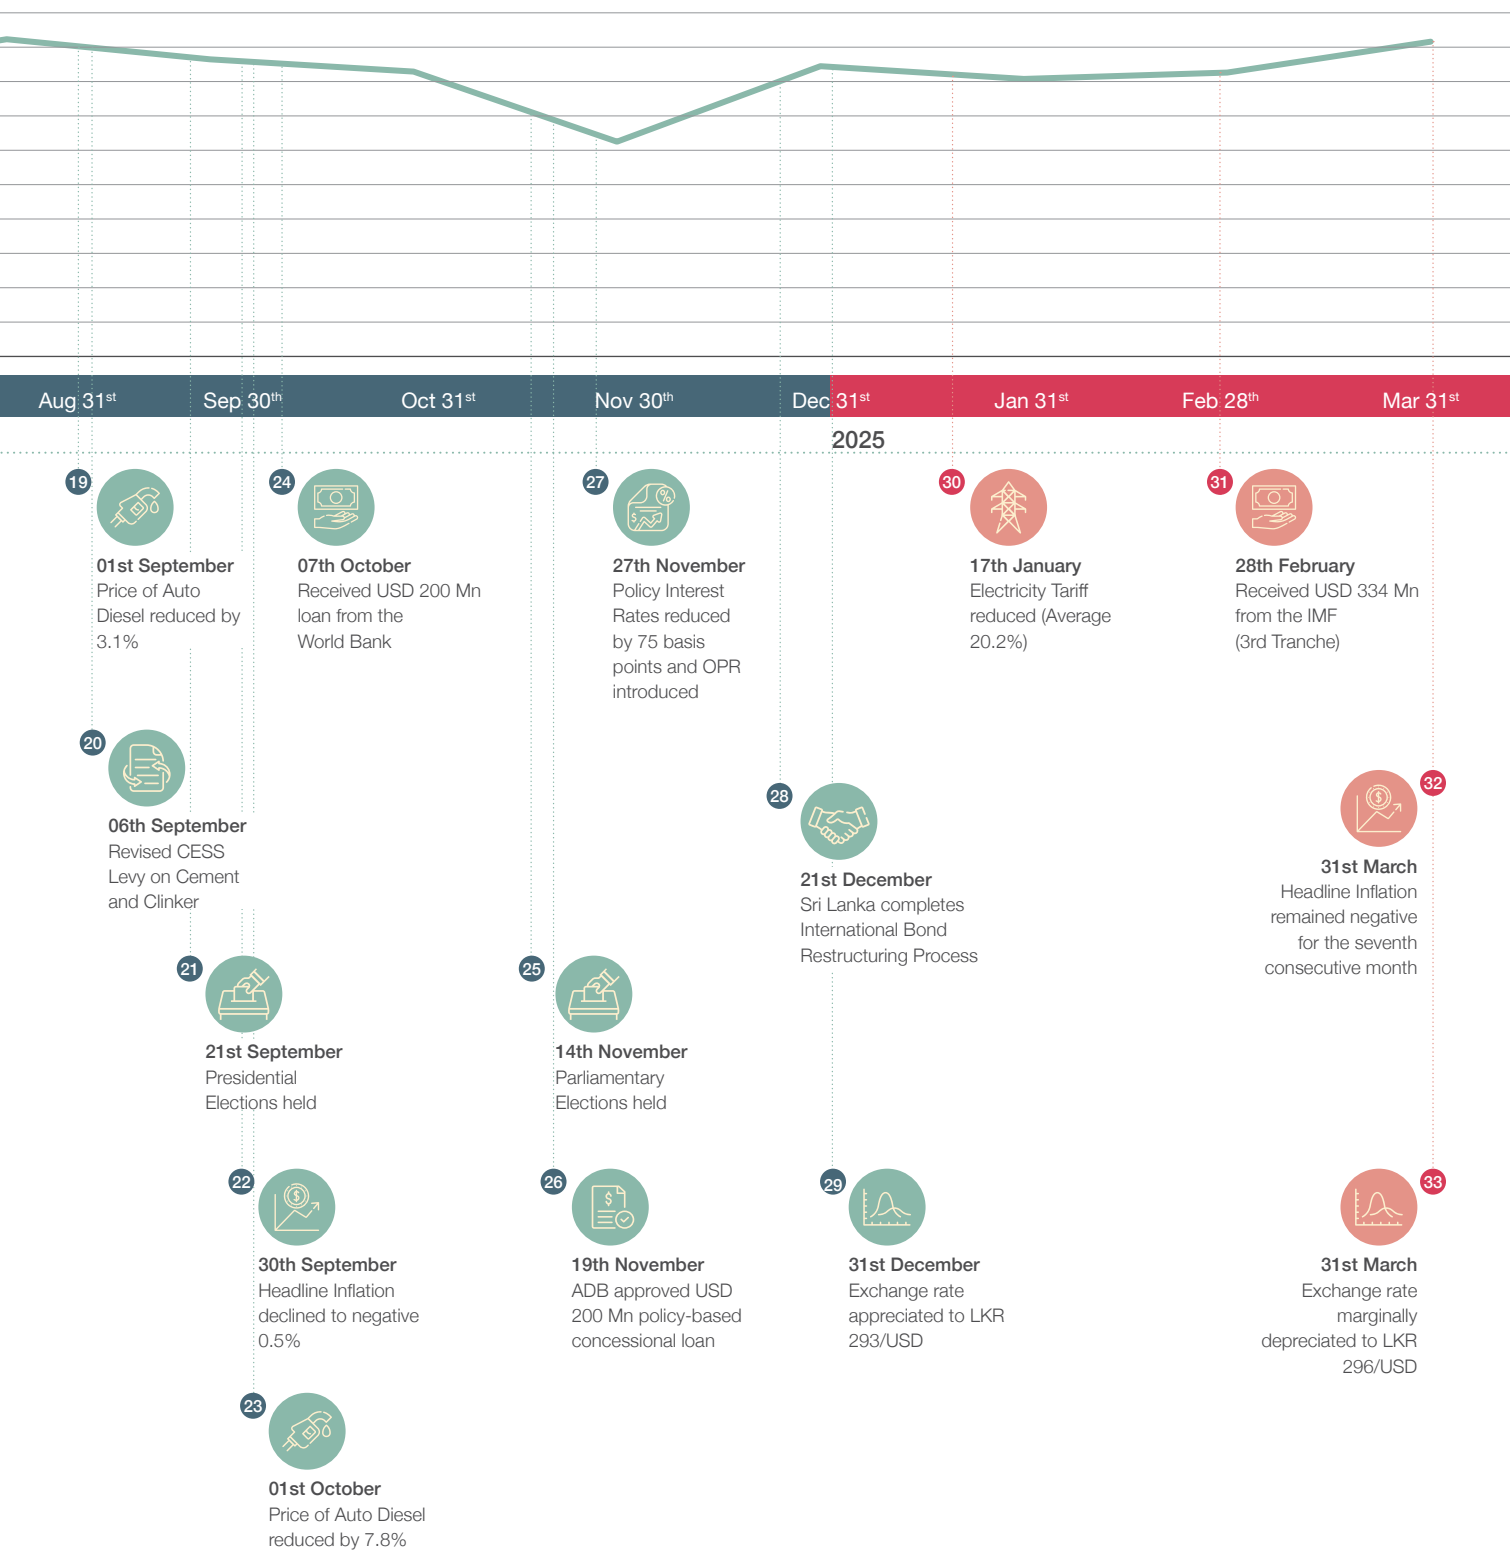 Aug 31st
Sep 30th
Oct 31st
Nov 30th
Dec 31st
Jan 31st
Feb 28th
Mar 31st
2025
19
01st September
Price of Auto
Diesel reduced by
3.1%
24
07th October
Received USD 200 Mn
loan from the
World Bank
27
27th November
Policy Interest
Rates reduced
by 75 basis
points and OPR
introduced
30
17th January
Electricity Tariff
reduced (Average
20.2%)
31
28th February
Received USD 334 Mn
from the IMF
(3rd Tranche)
20
06th September
Revised CESS
Levy on Cement
and Clinker
28
21st December
Sri Lanka completes
International Bond
Restructuring Process
32
31st March
Headline Inflation
remained negative
for the seventh
consecutive month
21
21st September
Presidential
Elections held
25
14th November
Parliamentary
Elections held
22
30th September
Headline Inflation
declined to negative
0.5%
26
19th November
ADB approved USD
200 Mn policy-based
concessional loan
29
31st December
Exchange rate
appreciated to LKR
293/USD
33
31st March
Exchange rate
marginally
depreciated to LKR
296/USD
23
01st October
Price of Auto Diesel
reduced by 7.8%